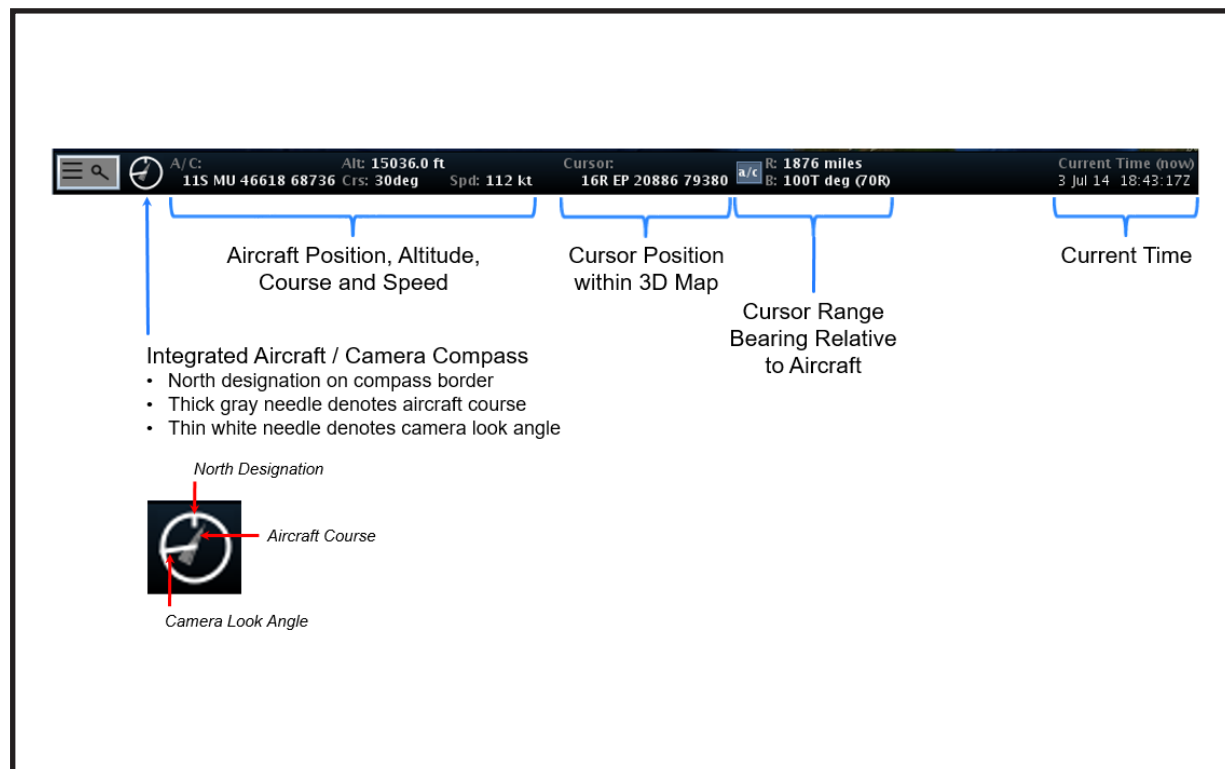 A/C:
11S MU 46618 68736
Alt: 15036.0 ft
Crs: 30deg
Spd: 112 kt
Cursor:
16R EP 20886 79380
a/c
R: 1876 miles
B: 100T deg (70R)
Current Time (now)
3 Jul 14 18:43:17Z
Aircraft Position, Altitude,
Course and Speed
Cursor Position
within 3D Map
Cursor Range
Bearing Relative
to Aircraft
Current Time
Integrated Aircraft / Camera Compass
• North designation on compass border
• Thick gray needle denotes aircraft course
• Thin white needle denotes camera look angle
North Designation
Aircraft Course
Camera Look Angle